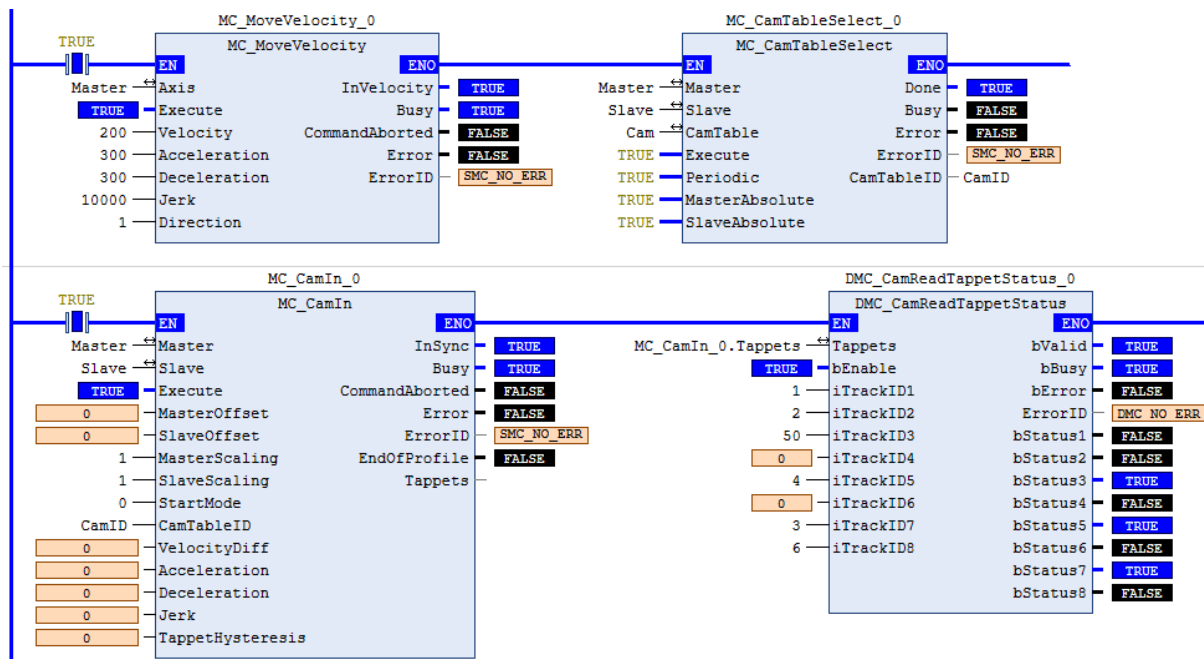 MC_MoveVelocity_0 MC_CamTableSelect_0
TRUE MC_MoveVelocity MC_CamTableSelect
EN ENO EN ENO
Master Axis InVelocity TRUE Master Master Done TRUE
TRUE Execute Busy TRUE Slave Slave Busy FALSE
200 Velocity CommandAborted FALSE Cam CamTable Error FALSE
300 Acceleration Error FALSE TRUE Execute ErrorID SMC_NO_ERR
300 Deceleration ErrorID SMC_NO_ERR TRUE Periodic CamTableID CamID
10000 Jerk TRUE MasterAbsolute
1 Direction TRUE SlaveAbsolute
MC_CamIn_0 DMC_CamReadTappetStatus_0
TRUE MC_CamIn DMC_CamReadTappetStatus
EN ENO EN ENO
Master Master InSync TRUE MC_CamIn_0.Tappets Tappets bValid TRUE
Slave Slave Busy TRUE TRUE bEnable bBusy TRUE
TRUE Execute CommandAborted FALSE 1 iTrackID1 bError FALSE
0 MasterOffset Error FALSE 2 iTrackID2 ErrorID DMC_NO_ERR
0 SlaveOffset ErrorID SMC_NO_ERR 50 iTrackID3 bStatus1 FALSE
1 MasterScaling EndOfProfile FALSE 0 iTrackID4 bStatus2 FALSE
1 SlaveScaling Tappets 4 iTrackID5 bStatus3 TRUE
0 StartMode 0 iTrackID6 bStatus4 FALSE
CamID CamTableID 3 iTrackID7 bStatus5 TRUE
0 VelocityDiff 6 iTrackID8 bStatus6 FALSE
0 Acceleration bStatus7 TRUE
0 Deceleration bStatus8 FALSE
0 Jerk
0 TappetHysteresis